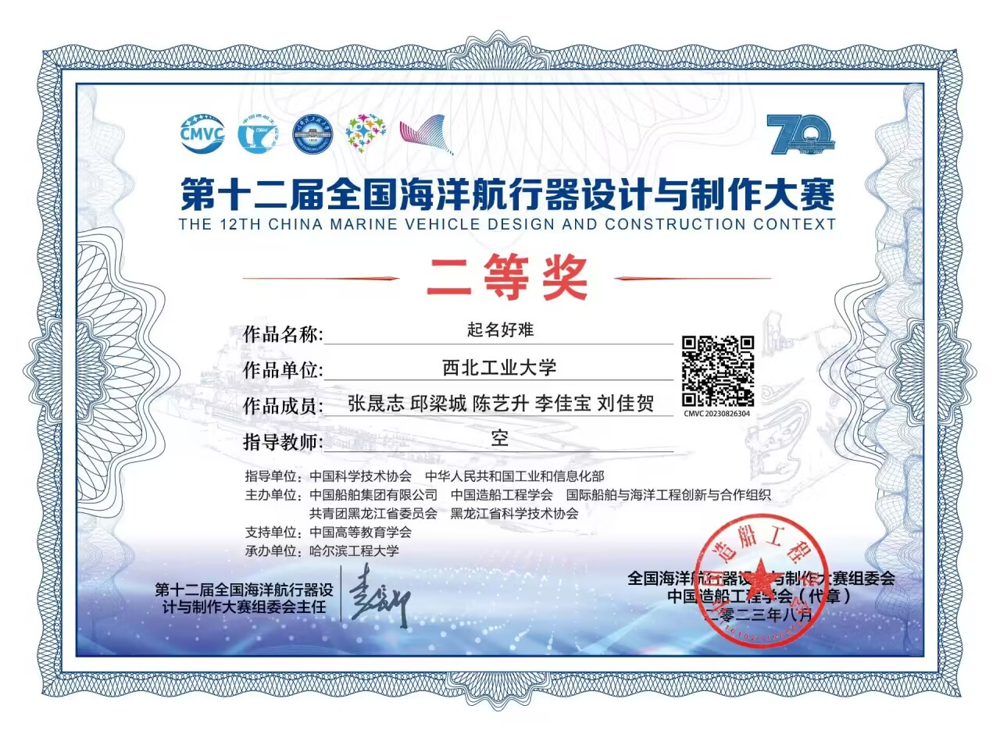 CMVC
70
第十二届全国海洋航行器设计与制作大赛
THE 12TH CHINA MARINE VEHICLE DESIGN AND CONSTRUCTION CONTEXT
二等奖
作品名称: 起名好难
作品单位: 西北工业大学
作品成员: 张晟志 邱梁城 陈艺升 李佳宝 刘佳贺
CMVC20230826304
指导教师: 空
指导单位：中国科学技术协会 中华人民共和国工业和信息化部
主办单位：中国船舶集团有限公司 中国造船工程学会 国际船舶与海洋工程创新与合作组织
共青团黑龙江省委员会 黑龙江省科学技术协会
支持单位：中国高等教育学会
承办单位：哈尔滨工程大学
第十二届全国海洋航行器设
计与制作大赛组委会主任
全国海洋航行器设计与制作大赛组委会
中国造船工程学会（代章）
二零二三年八月
中国造船工程学会